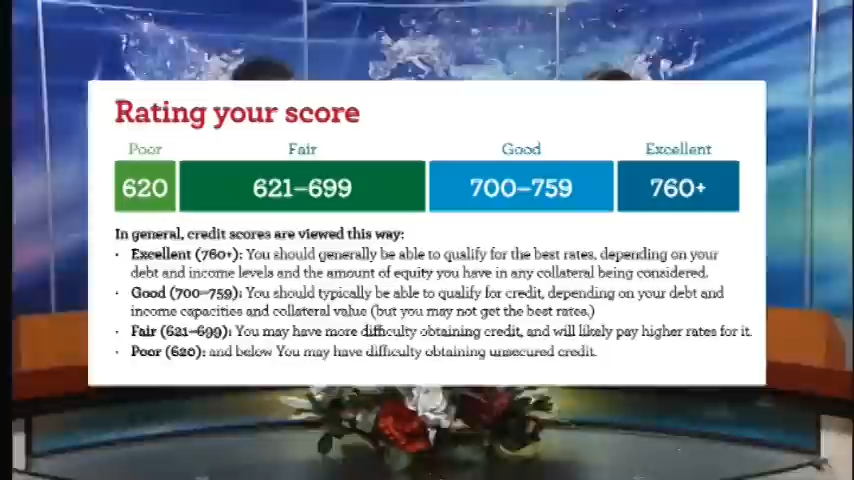 Rating your score
Poor Fair Good Excellent
620 621–699 700–759 760+
In general, credit scores are viewed this way:
· Excellent (760+): You should generally be able to qualify for the best rates, depending on your
debt and income levels and the amount of equity you have in any collateral being considered.
· Good (700–759): You should typically be able to qualify for credit, depending on your debt and
income capacities and collateral value (but you may not get the best rates.)
· Fair (621–699): You may have more difficulty obtaining credit, and will likely pay higher rates for it.
· Poor (620): and below You may have difficulty obtaining unsecured credit.